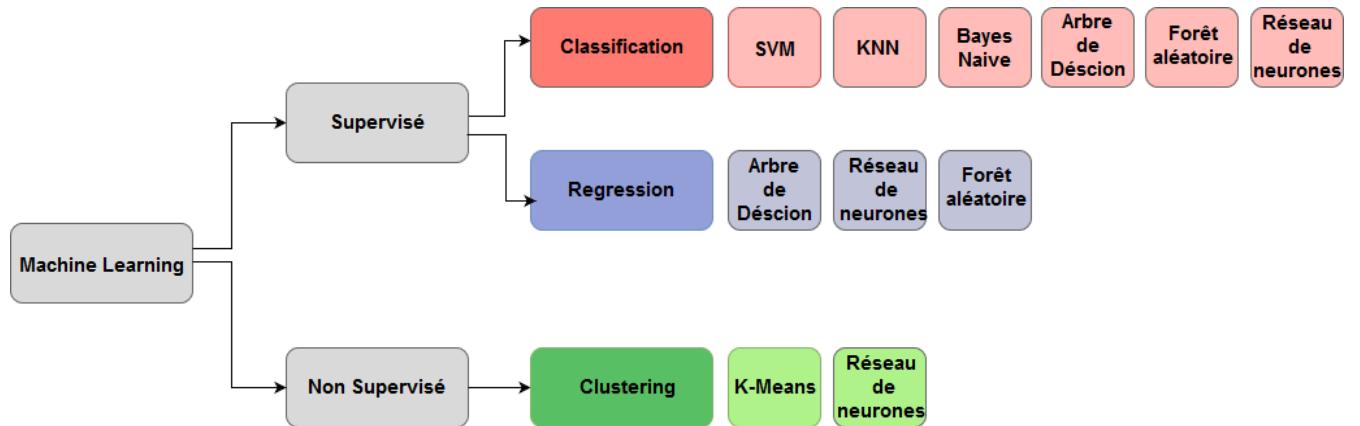 Classification
SVM
KNN
Bayes
Naive
Arbre
de
Déscion
Forêt
aléatoire
Réseau
de
neurones
Supervisé
Regression
Arbre
de
Déscion
Réseau
de
neurones
Forêt
aléatoire
Machine Learning
Non Supervisé
Clustering
K-Means
Réseau
de
neurones